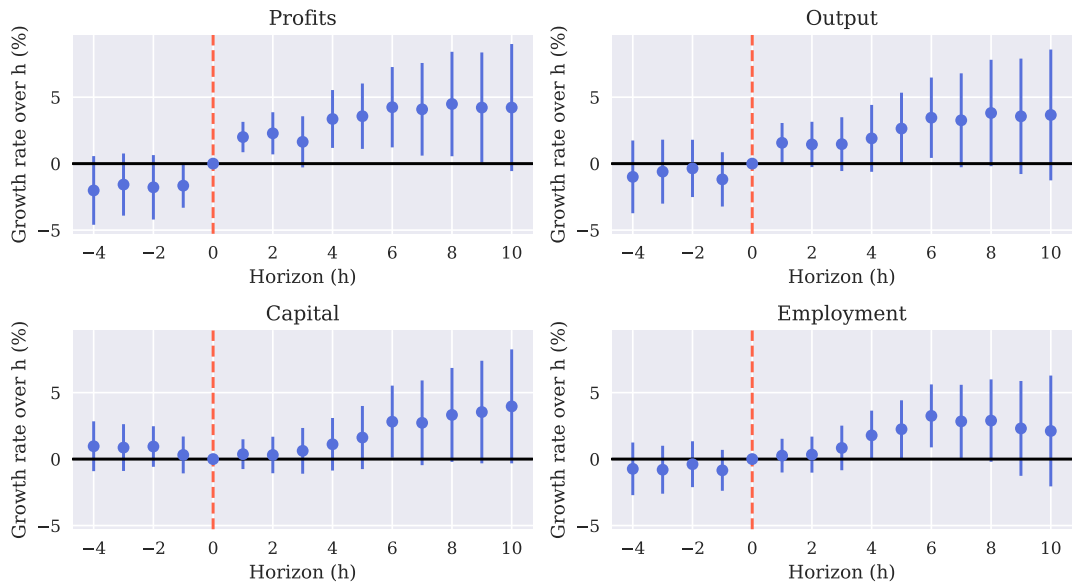 Profits
Growth rate over h (%)
5
0
−5
−4 −2 0 2 4 6 8 10
Horizon (h)
Output
Growth rate over h (%)
5
0
−5
−4 −2 0 2 4 6 8 10
Horizon (h)
Capital
Growth rate over h (%)
5
0
−5
−4 −2 0 2 4 6 8 10
Horizon (h)
Employment
Growth rate over h (%)
5
0
−5
−4 −2 0 2 4 6 8 10
Horizon (h)